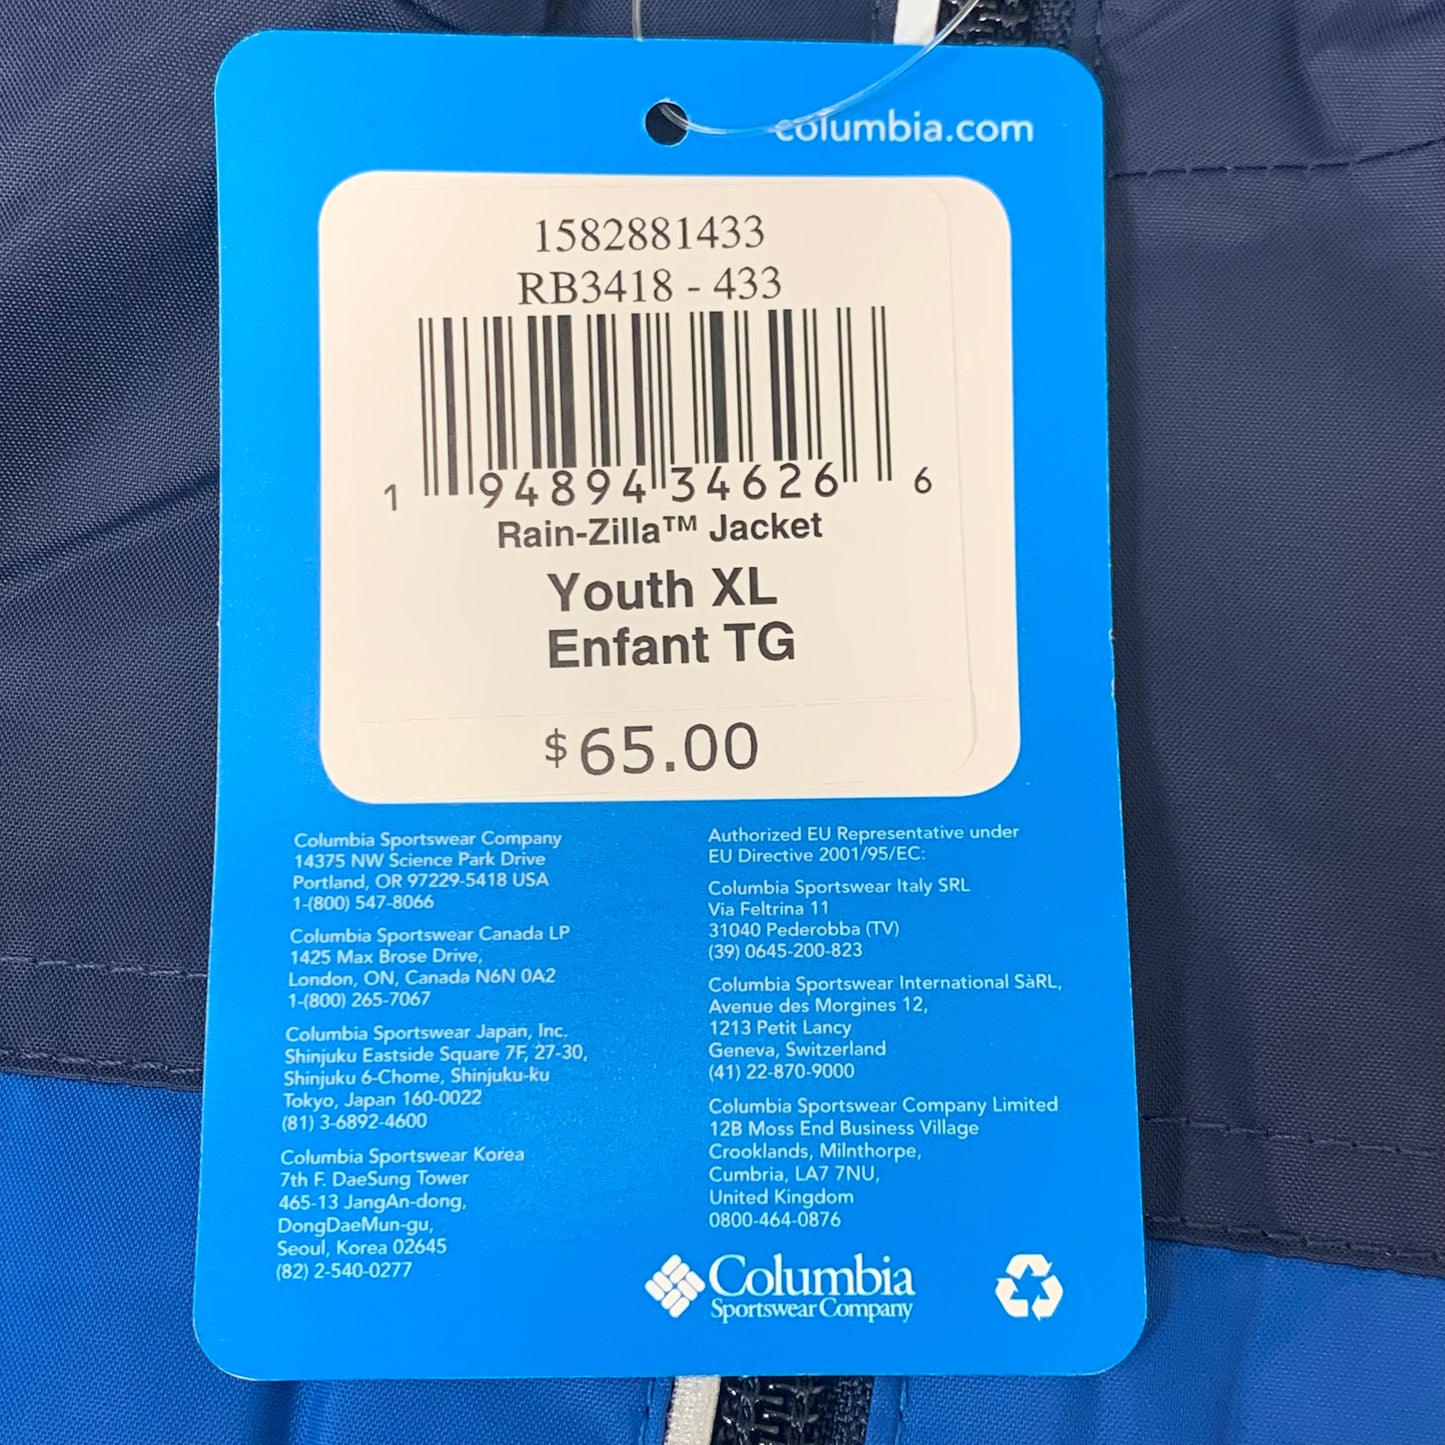 columbia.com
1582881433
RB3418 - 433
1 94894 34626 6
Rain-Zilla™ Jacket
Youth XL
Enfant TG
$65.00
Columbia Sportswear Company
14375 NW Science Park Drive
Portland, OR 97229-5418 USA
1-(800) 547-8066
Columbia Sportswear Canada LP
1425 Max Brose Drive,
London, ON, Canada N6N 0A2
1-(800) 265-7067
Columbia Sportswear Japan, Inc.
Shinjuku Eastside Square 7F, 27-30,
Shinjuku 6-Chome, Shinjuku-ku
Tokyo, Japan 160-0022
(81) 3-6892-4600
Columbia Sportswear Korea
7th F. DaeSung Tower
465-13 JangAn-dong,
DongDaeMun-gu,
Seoul, Korea 02645
(82) 2-540-0277
Authorized EU Representative under
EU Directive 2001/95/EC:
Columbia Sportswear Italy SRL
Via Feltrina 11
31040 Pederobba (TV)
(39) 0645-200-823
Columbia Sportswear International SàRL,
Avenue des Morgines 12,
1213 Petit Lancy
Geneva, Switzerland
(41) 22-870-9000
Columbia Sportswear Company Limited
12B Moss End Business Village
Crooklands, Milnthorpe,
Cumbria, LA7 7NU,
United Kingdom
0800-464-0876
Columbia
Sportswear Company